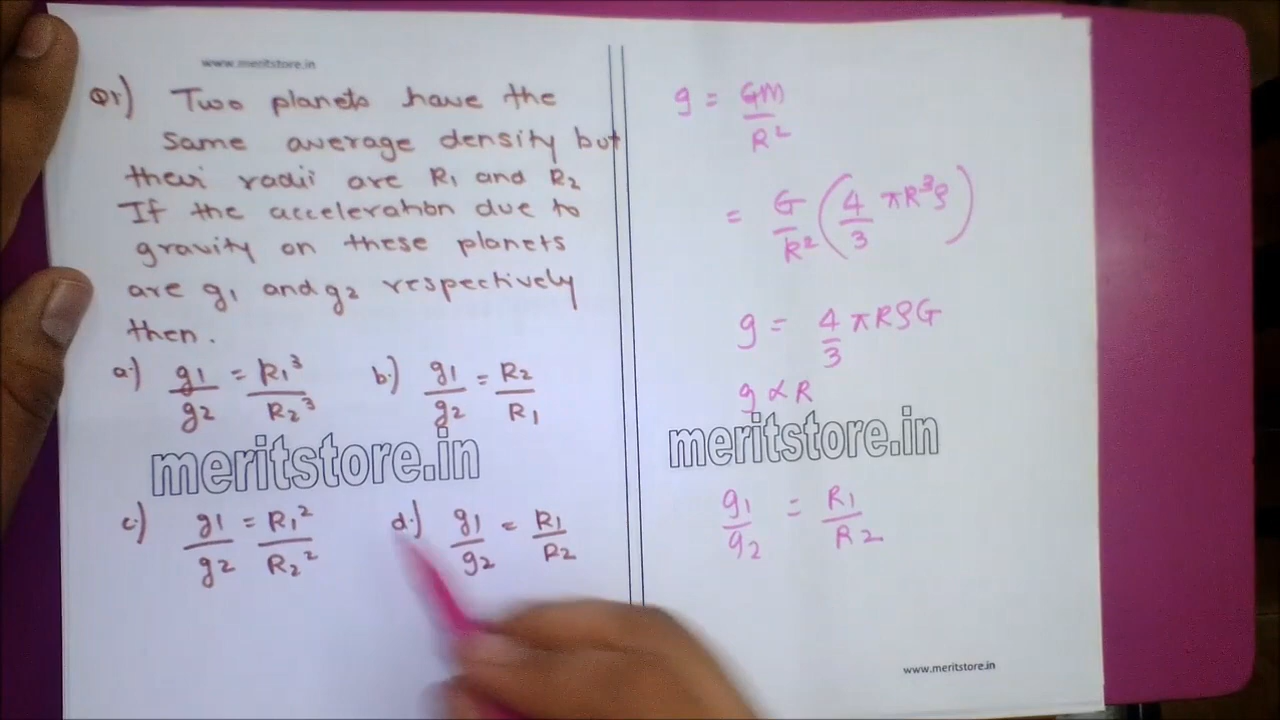 www.meritstore.in
Q1) Two planets have the
same average density but
their radii are R₁ and R₂
If the acceleration due to
gravity on these planets
are g₁ and g₂ respectively
then.
a.) g₁/g₂ = R₁³/R₂³ b.) g₁/g₂ = R₂/R₁
meritstore.in
c.) g₁/g₂ = R₁²/R₂² d.) g₁/g₂ = R₁/R₂
g = GM/R²
= G/R² (4/3 πR³ρ)
g = 4/3 πRρG
g ∝ R
meritstore.in
g₁/g₂ = R₁/R₂
www.meritstore.in